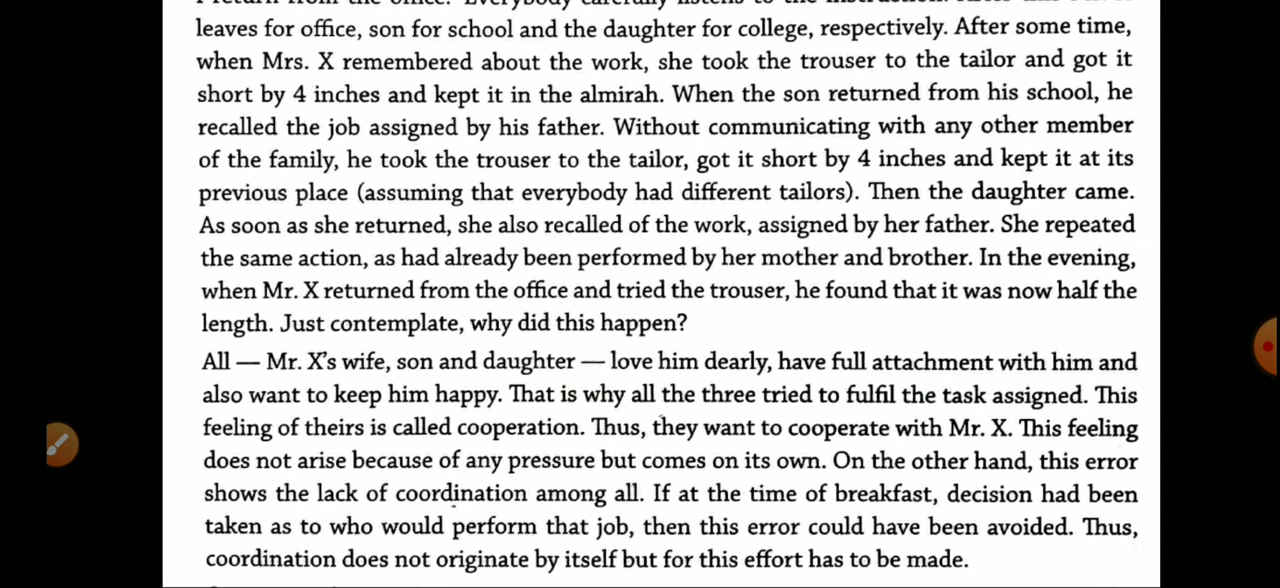 leaves for office, son for school and the daughter for college, respectively. After some time,
when Mrs. X remembered about the work, she took the trouser to the tailor and got it
short by 4 inches and kept it in the almirah. When the son returned from his school, he
recalled the job assigned by his father. Without communicating with any other member
of the family, he took the trouser to the tailor, got it short by 4 inches and kept it at its
previous place (assuming that everybody had different tailors). Then the daughter came.
As soon as she returned, she also recalled of the work, assigned by her father. She repeated
the same action, as had already been performed by her mother and brother. In the evening,
when Mr. X returned from the office and tried the trouser, he found that it was now half the
length. Just contemplate, why did this happen?
All — Mr. X's wife, son and daughter — love him dearly, have full attachment with him and
also want to keep him happy. That is why all the three tried to fulfil the task assigned. This
feeling of theirs is called cooperation. Thus, they want to cooperate with Mr. X. This feeling
does not arise because of any pressure but comes on its own. On the other hand, this error
shows the lack of coordination among all. If at the time of breakfast, decision had been
taken as to who would perform that job, then this error could have been avoided. Thus,
coordination does not originate by itself but for this effort has to be made.